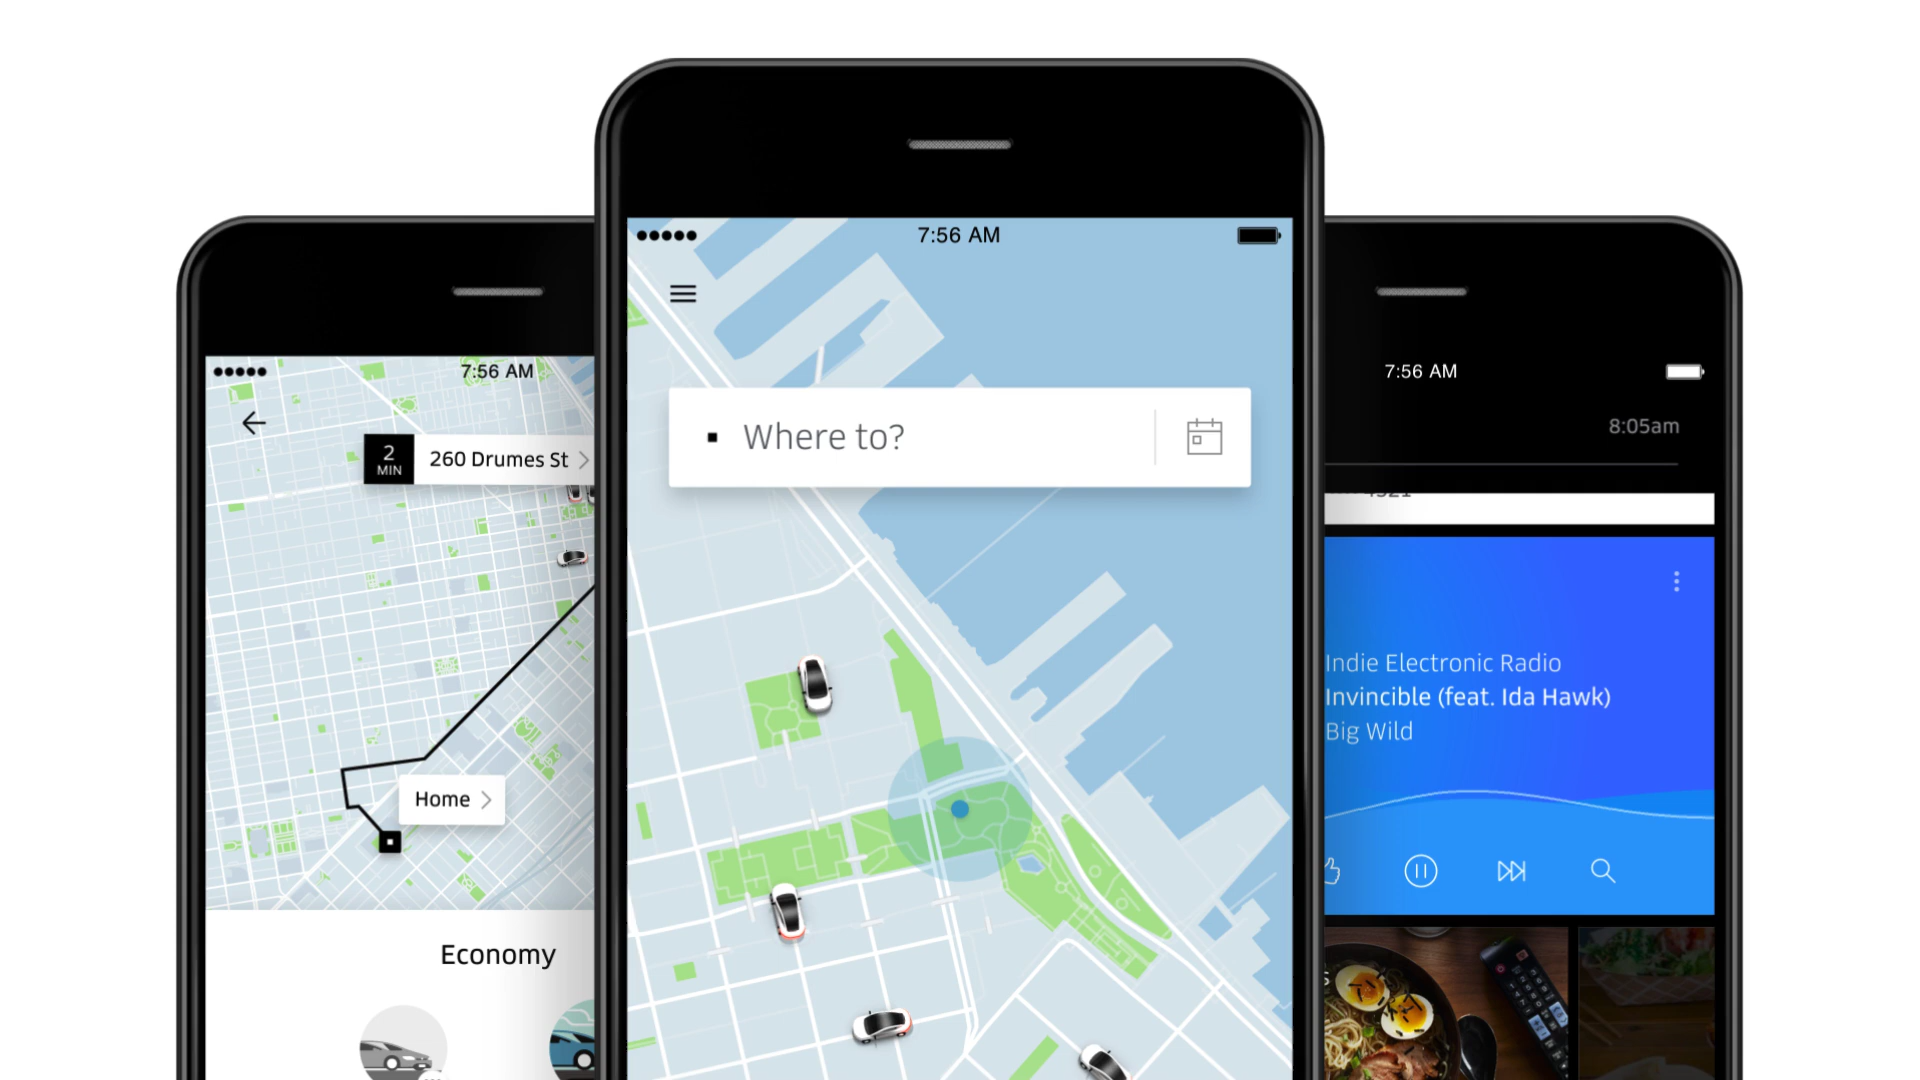 7:56 AM
2
MIN
260 Drumes St
Home
Economy
7:56 AM
Where to?
7:56 AM
8:05am
4321
Indie Electronic Radio
Invincible (feat. Ida Hawk)
Big Wild